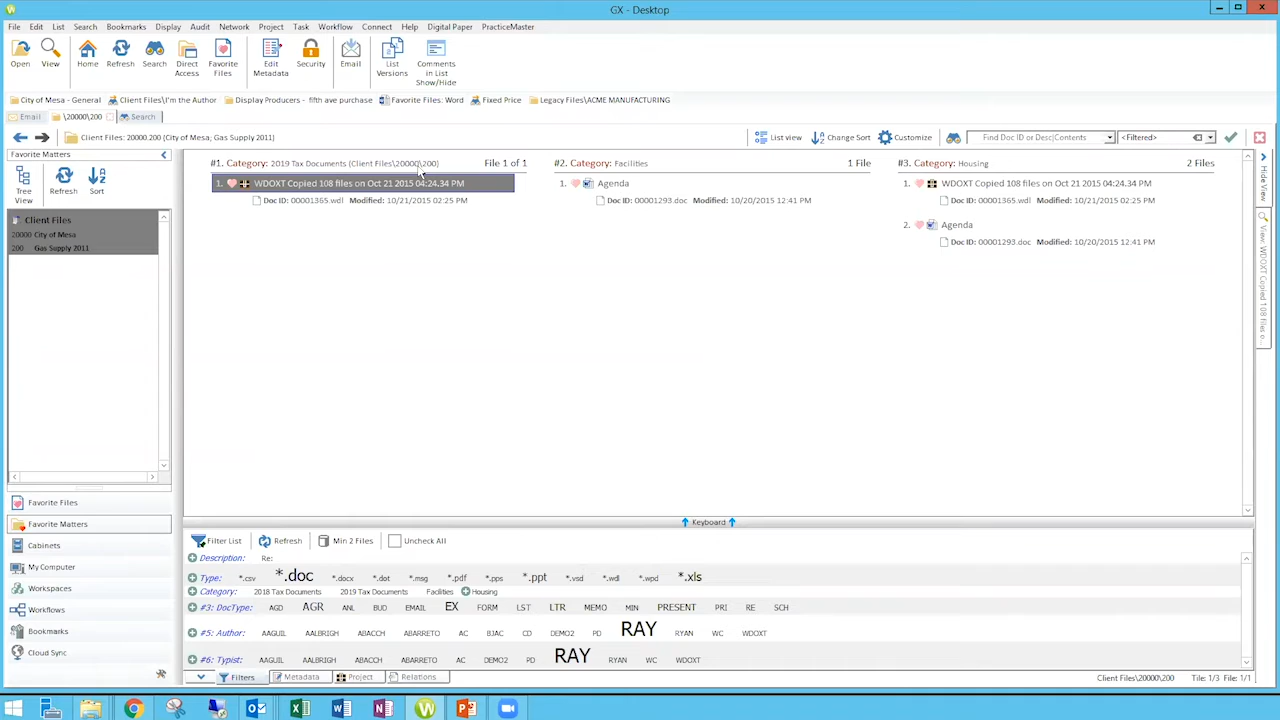 GX - Desktop
File Edit List Search Bookmarks Display Audit Network Project Task Workflow Connect Help Digital Paper PracticeMaster
Open View Home Refresh Search Direct Access Favorite Files Edit Metadata Security Email List Versions Comments in List Show/Hide
City of Mesa - General Client Files\I'm the Author Display Producers - fifth ave purchase Favorite Files: Word Fixed Price Legacy Files\ACME MANUFACTURING
Email \20000\200 Search
Client Files: 20000.200 (City of Mesa; Gas Supply 2011) List view Change Sort Customize Find Doc ID or Desc|Contents <Filtered>
Favorite Matters
Tree View Refresh Sort
Client Files
20000 City of Mesa
200 Gas Supply 2011
Favorite Files
Favorite Matters
Cabinets
My Computer
Workspaces
Workflows
Bookmarks
Cloud Sync
#1. Category: 2019 Tax Documents (Client Files\20000\200) File 1 of 1
1. WDOXT Copied 108 files on Oct 21 2015 04:24.34 PM
Doc ID: 00001365.wdl Modified: 10/21/2015 02:25 PM
#2. Category: Facilities 1 File
1. Agenda
Doc ID: 00001293.doc Modified: 10/20/2015 12:41 PM
#3. Category: Housing 2 Files
1. WDOXT Copied 108 files on Oct 21 2015 04:24.34 PM
Doc ID: 00001365.wdl Modified: 10/21/2015 02:25 PM
2. Agenda
Doc ID: 00001293.doc Modified: 10/20/2015 12:41 PM
Hide View
View: WDOXT Copied 108 files o...
Keyboard
Filter List Refresh Min 2 Files Uncheck All
Description: Re:
Type: *.csv *.doc *.docx *.dot *.msg *.pdf *.pps *.ppt *.vsd *.wdl *.wpd *.xls
Category: 2018 Tax Documents 2019 Tax Documents Facilities Housing
#3: DocType: AGD AGR ANL BUD EMAIL EX FORM LST LTR MEMO MIN PRESENT PRI RE SCH
#5: Author: AAGUIL AALBRIGH ABACCH ABARRETO AC BJAC CD DEMO2 PD RAY RYAN WC WDOXT
#6: Typist: AAGUIL AALBRIGH ABACCH ABARRETO AC DEMO2 PD RAY RYAN WC WDOXT
Filters Metadata Project Relations Client Files\20000\200 Tile: 1/3 File: 1/1